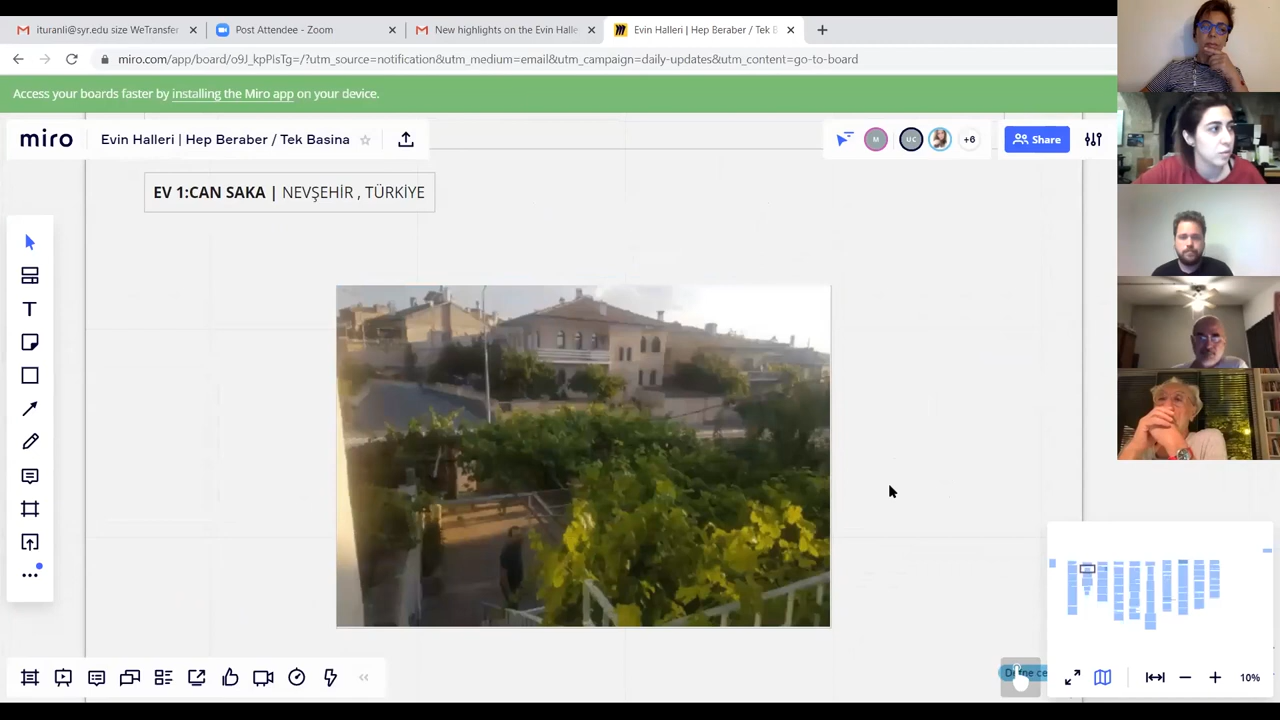 ituranli@syr.edu size WeTransfer
Post Attendee - Zoom
New highlights on the Evin Halle
Evin Halleri | Hep Beraber / Tek B
miro.com/app/board/o9J_kpPlsTg=/?utm_source=notification&utm_medium=email&utm_campaign=daily-updates&utm_content=go-to-board
Access your boards faster by installing the Miro app on your device.
miro
Evin Halleri | Hep Beraber / Tek Basina
M
UC
+6
Share
EV 1:CAN SAKA | NEVŞEHİR , TÜRKİYE
10%